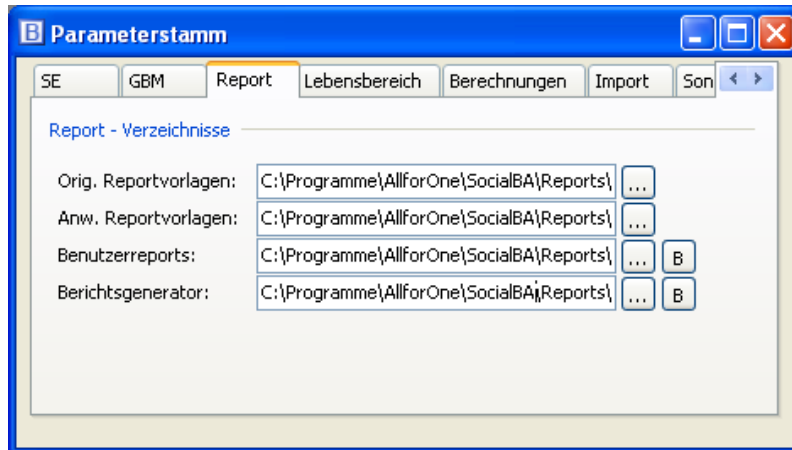 B Parameterstamm
SE GBM Report Lebensbereich Berechnungen Import Son
Report - Verzeichnisse
Orig. Reportvorlagen: C:\Programme\AllforOne\SocialBA\Reports\ ...
Anw. Reportvorlagen: C:\Programme\AllforOne\SocialBA\Reports\ ...
Benutzerreports: C:\Programme\AllforOne\SocialBA\Reports\ ... B
Berichtsgenerator: C:\Programme\AllforOne\SocialBA\Reports\ ... B